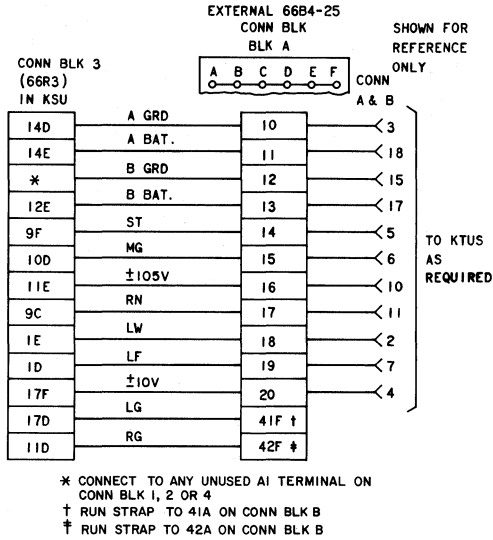 EXTERNAL 66B4-25
CONN BLK
BLK A
SHOWN FOR
REFERENCE
ONLY
CONN BLK 3
(66R3)
IN KSU
A B C D E F
CONN
A & B
14D A GRD 10 3
14E A BAT. 11 18
* B GRD 12 15
12E B BAT. 13 17
9F ST 14 5
10D MG 15 6
11E ±105V 16 10
9C RN 17 11
1E LW 18 2
1D LF 19 7
17F ±10V 20 4
17D LG 41F †
11D RG 42F ‡
TO KTUS
AS
REQUIRED
* CONNECT TO ANY UNUSED A1 TERMINAL ON
CONN BLK 1, 2 OR 4
† RUN STRAP TO 41A ON CONN BLK B
‡ RUN STRAP TO 42A ON CONN BLK B